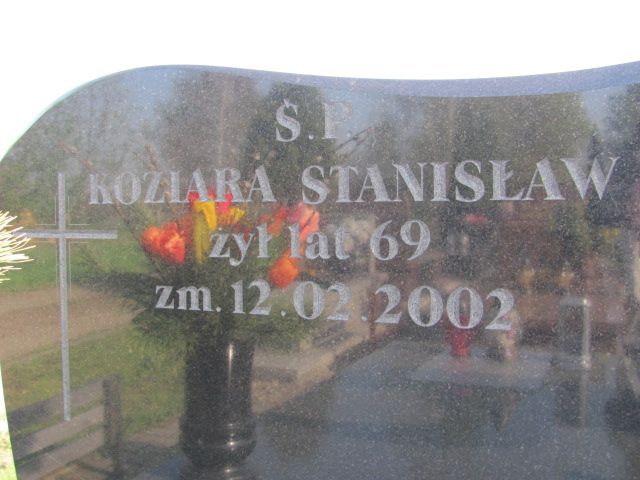 Ś.P.
KOZIARA STANISŁAW
żył lat 69
zm. 12.02.2002